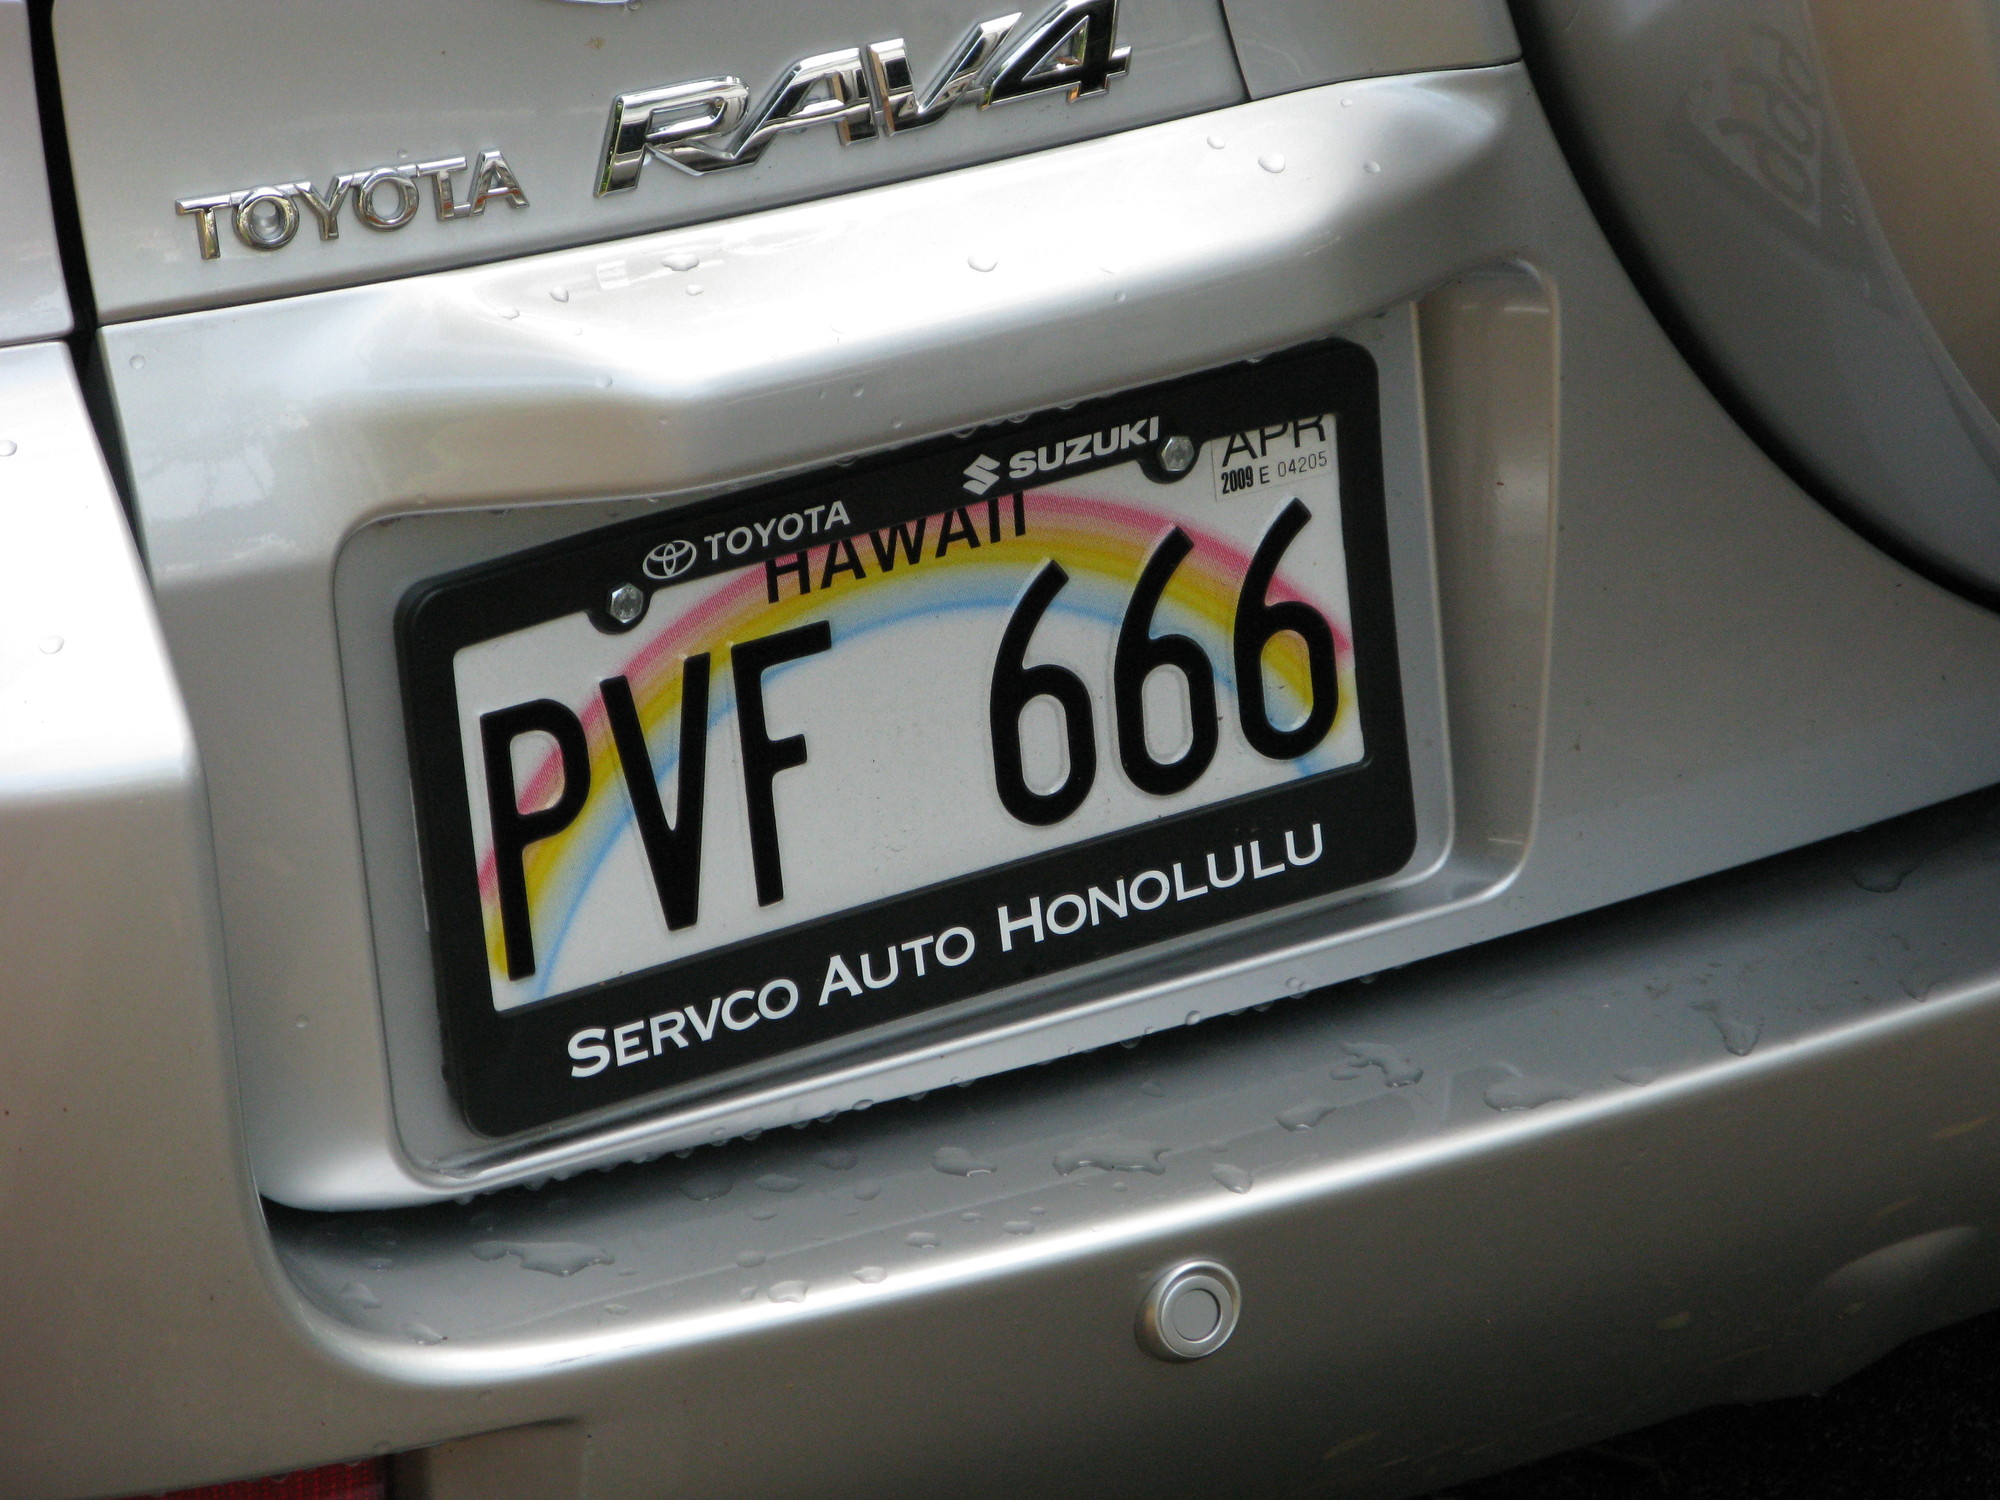 TOYOTA RAV4
TOYOTA SUZUKI
HAWAII
APR
2009 E 04205
PVF 666
SERVCO AUTO HONOLULU